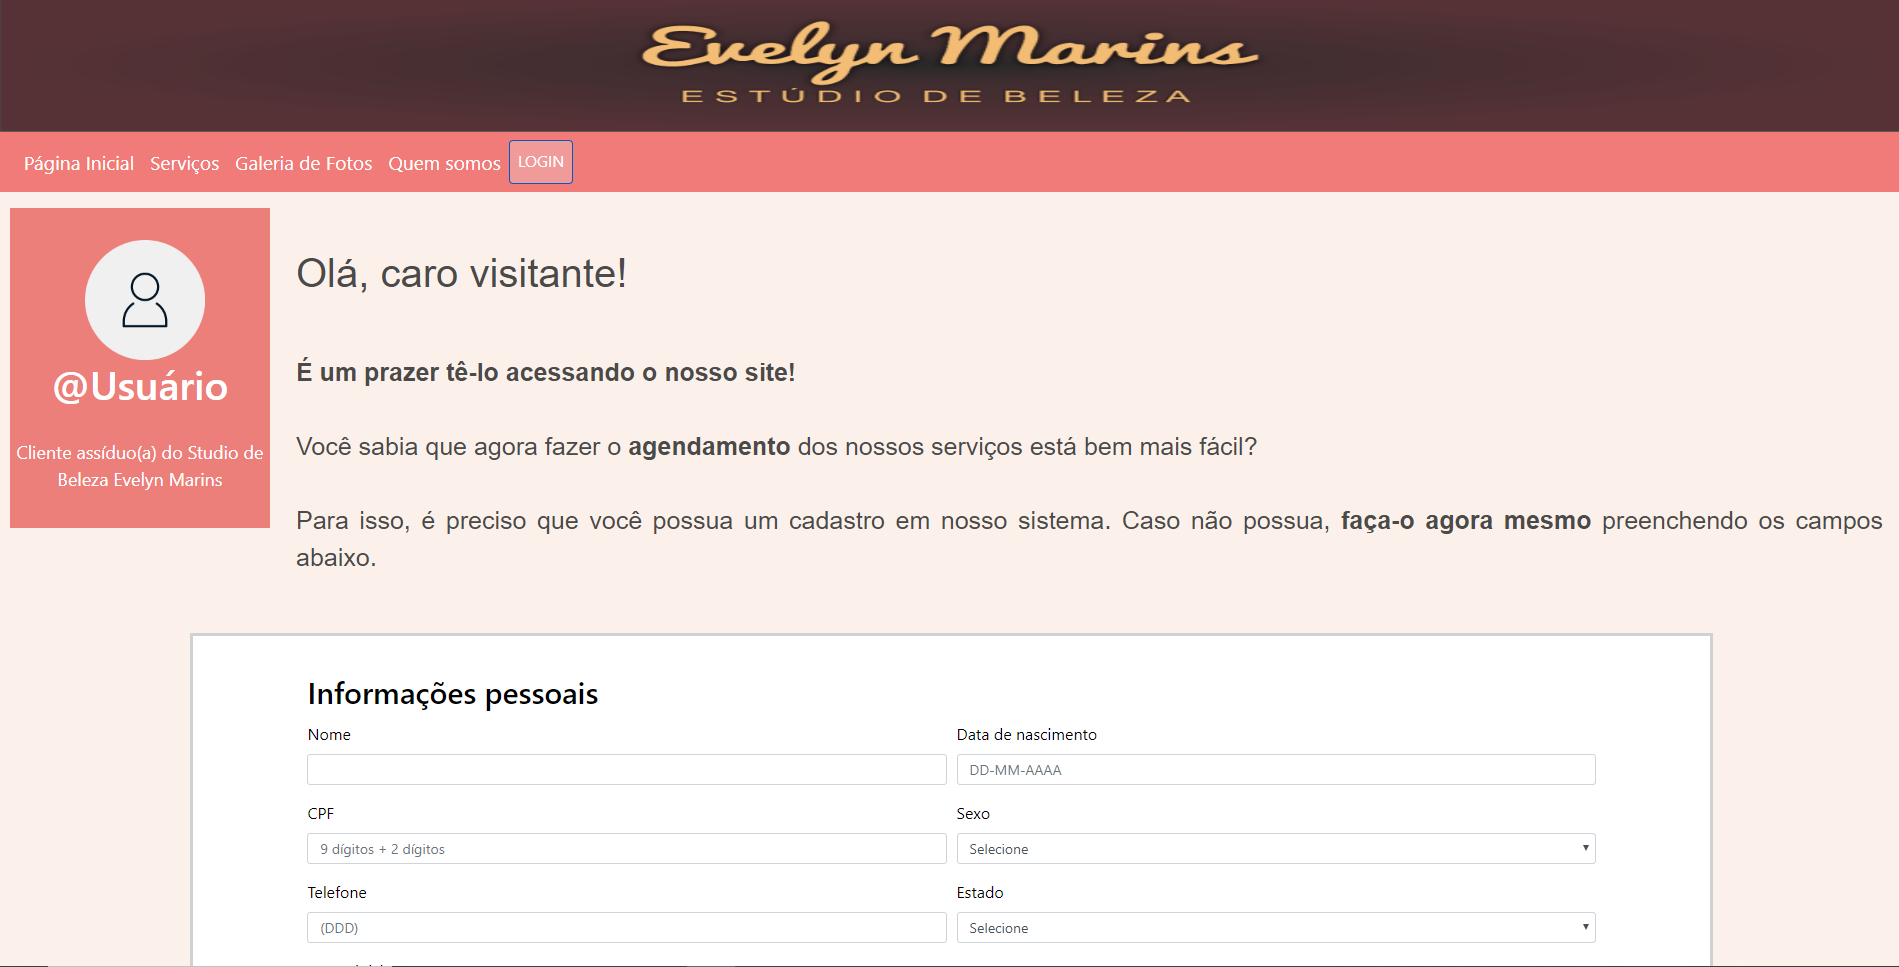 Evelyn Marins
ESTÚDIO DE BELEZA
Página Inicial Serviços Galeria de Fotos Quem somos LOGIN
@Usuário
Cliente assíduo(a) do Studio de
Beleza Evelyn Marins
Olá, caro visitante!
É um prazer tê-lo acessando o nosso site!
Você sabia que agora fazer o agendamento dos nossos serviços está bem mais fácil?
Para isso, é preciso que você possua um cadastro em nosso sistema. Caso não possua, faça-o agora mesmo preenchendo os campos
abaixo.
Informações pessoais
Nome
Data de nascimento
DD-MM-AAAA
CPF
Sexo
9 dígitos + 2 dígitos
Selecione
Telefone
Estado
(DDD)
Selecione